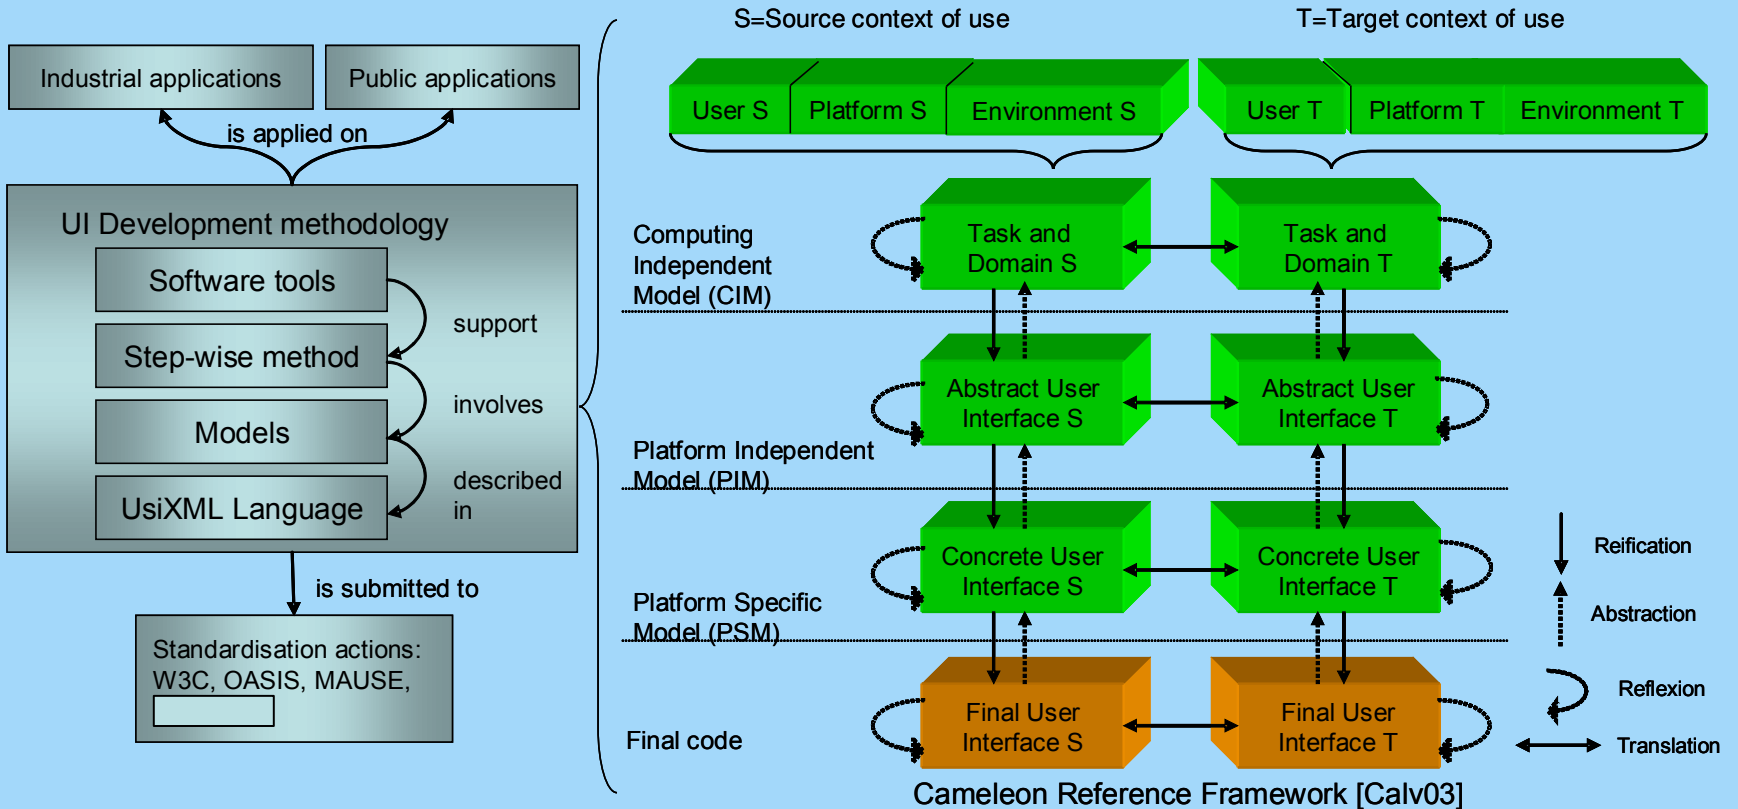 S=Source context of use
T=Target context of use
Industrial applications
Public applications
is applied on
User S
Platform S
Environment S
User T
Platform T
Environment T
UI Development methodology
Software tools
support
Step-wise method
involves
Models
described
in
UsiXML Language
is submitted to
Standardisation actions:
W3C, OASIS, MAUSE,
Computing
Independent
Model (CIM)
Task and
Domain S
Task and
Domain T
Abstract User
Interface S
Abstract User
Interface T
Platform Independent
Model (PIM)
Concrete User
Interface S
Concrete User
Interface T
Platform Specific
Model (PSM)
Final User
Interface S
Final User
Interface T
Final code
Reification
Abstraction
Reflexion
Translation
Cameleon Reference Framework [Calv03]